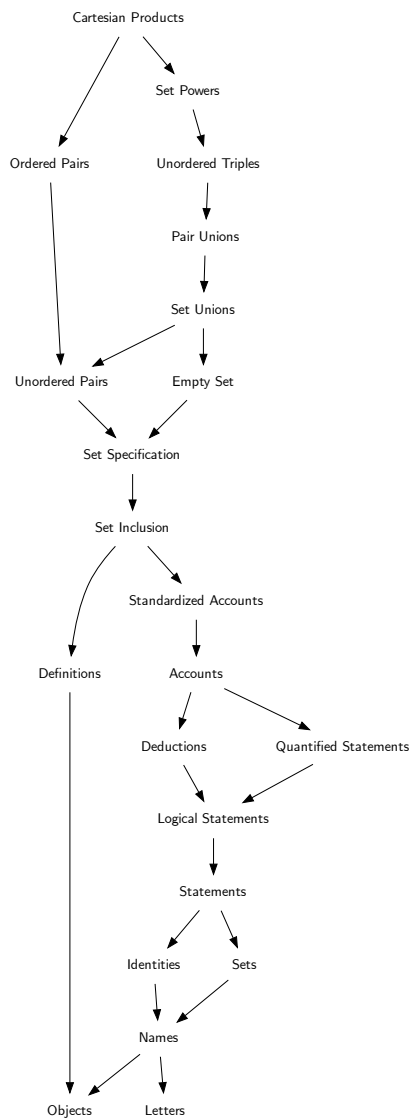 Cartesian Products
Set Powers
Ordered Pairs
Unordered Triples
Pair Unions
Set Unions
Unordered Pairs
Empty Set
Set Specification
Set Inclusion
Standardized Accounts
Definitions
Accounts
Deductions
Quantified Statements
Logical Statements
Statements
Identities
Sets
Names
Objects
Letters